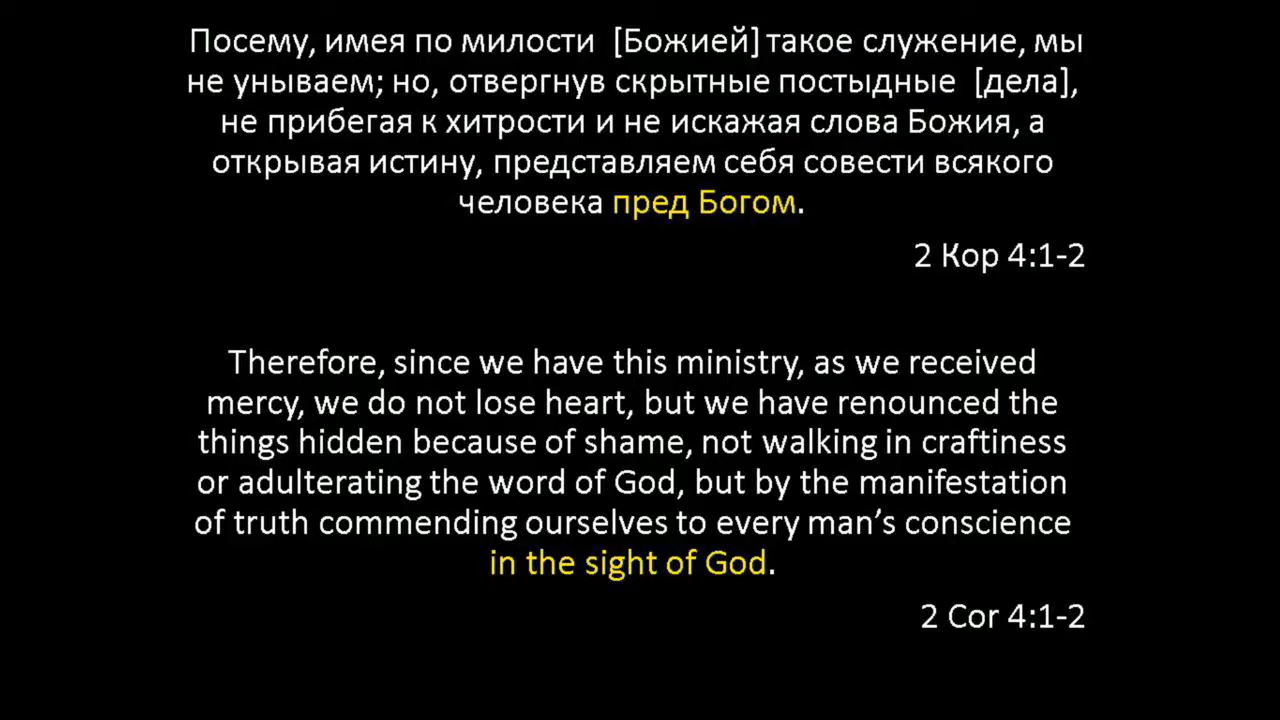 Посему, имея по милости [Божией] такое служение, мы
не унываем; но, отвергнув скрытные постыдные [дела],
не прибегая к хитрости и не искажая слова Божия, а
открывая истину, представляем себя совести всякого
человека пред Богом.
2 Кор 4:1-2
Therefore, since we have this ministry, as we received
mercy, we do not lose heart, but we have renounced the
things hidden because of shame, not walking in craftiness
or adulterating the word of God, but by the manifestation
of truth commending ourselves to every man’s conscience
in the sight of God.
2 Cor 4:1-2